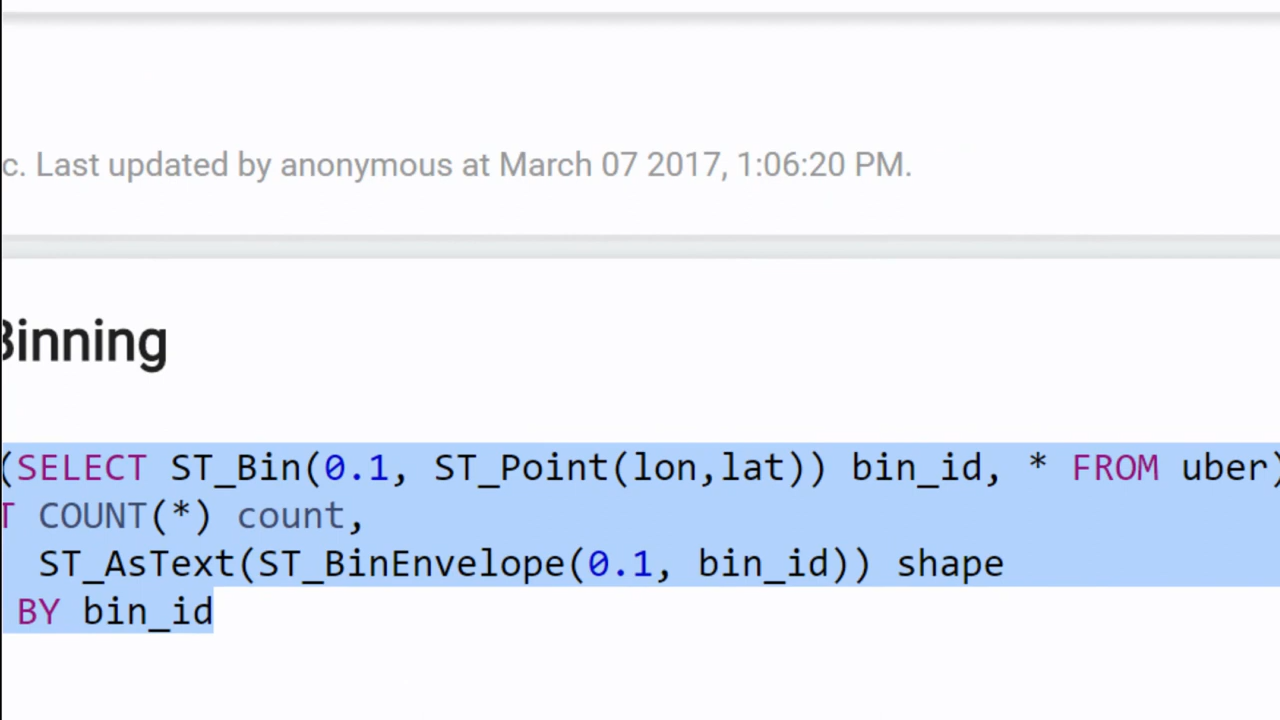 c. Last updated by anonymous at March 07 2017, 1:06:20 PM.
Binning
(SELECT ST_Bin(0.1, ST_Point(lon,lat)) bin_id, * FROM uber)
T COUNT(*) count,
ST_AsText(ST_BinEnvelope(0.1, bin_id)) shape
BY bin_id